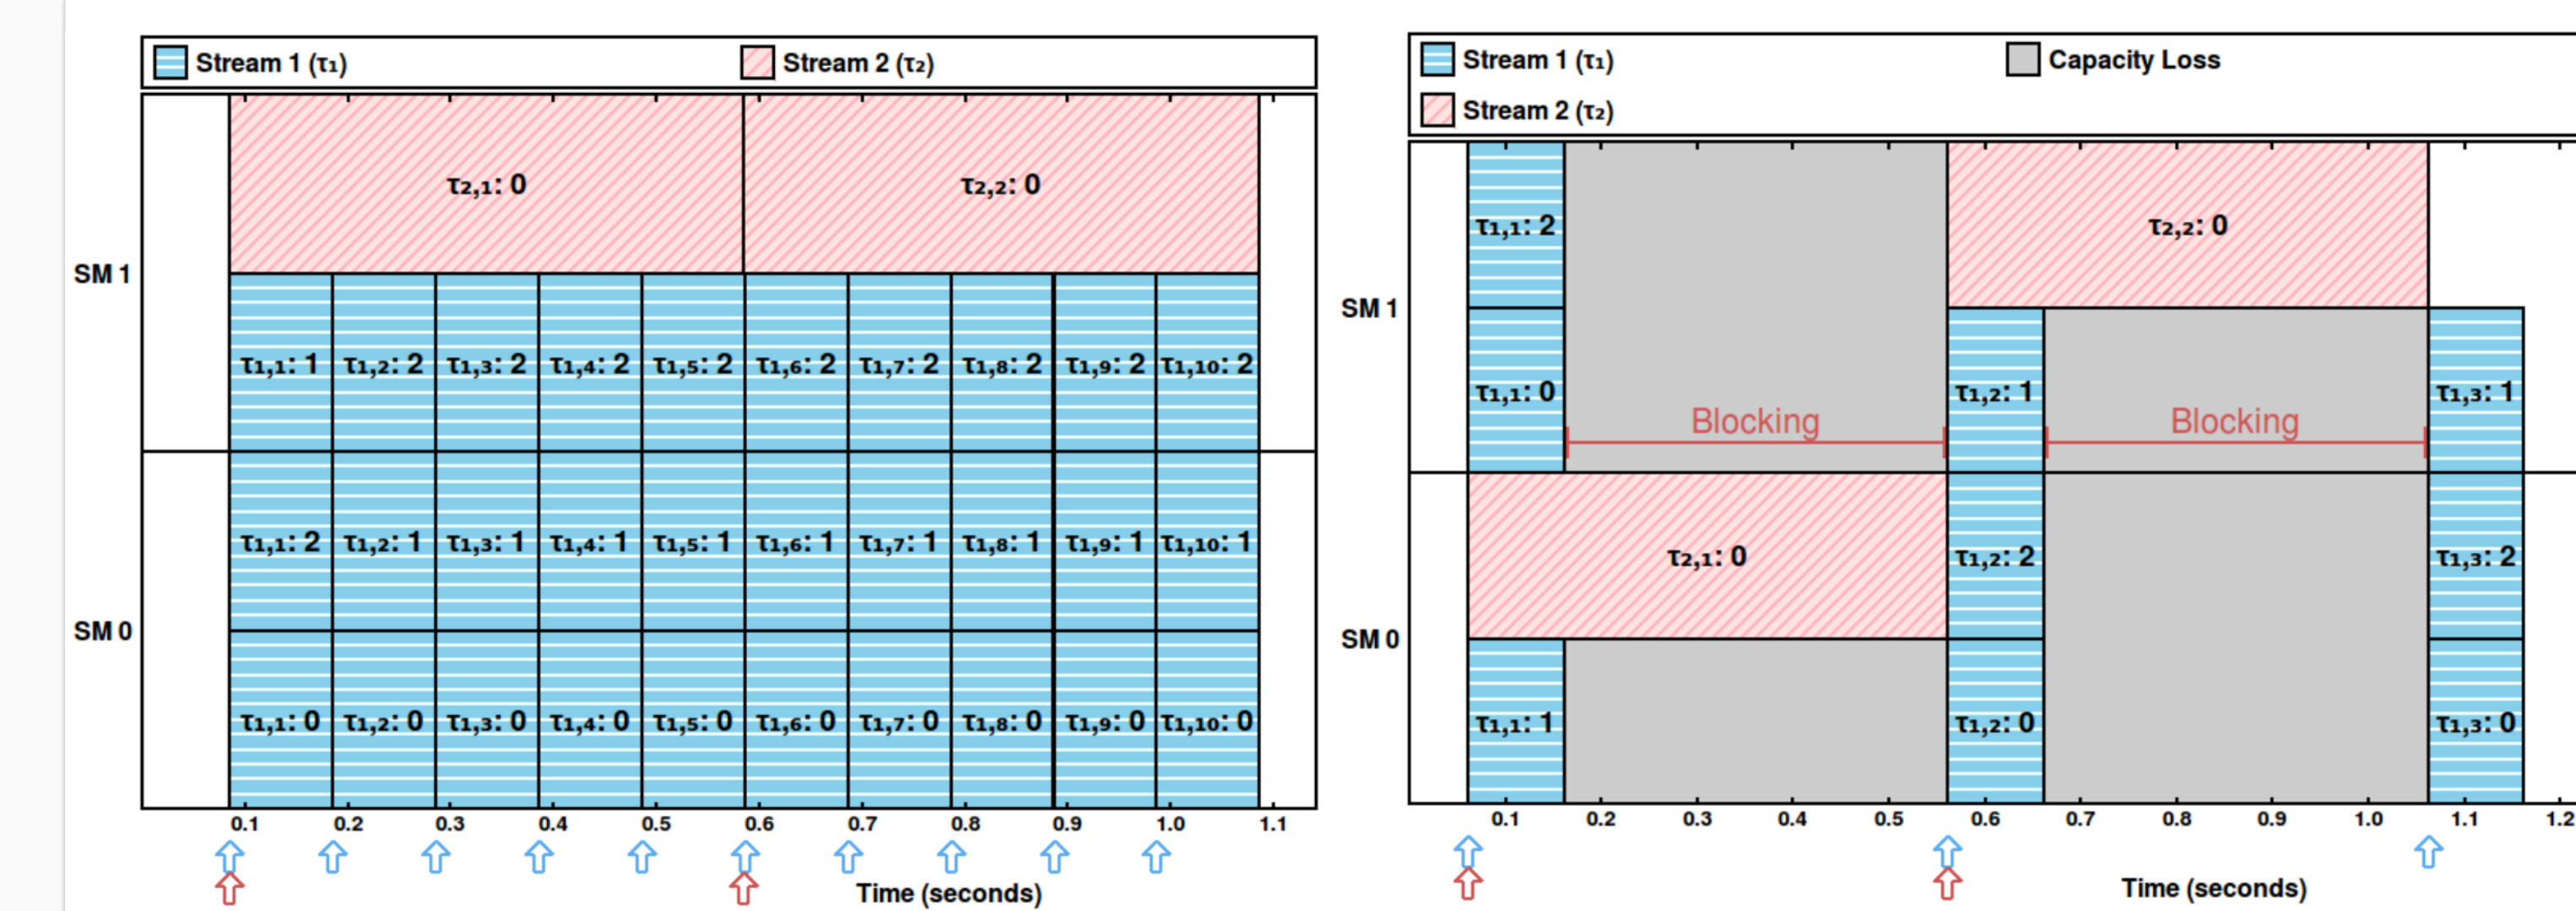 Stream 1 (τ₁)
Stream 2 (τ₂)
τ₂,₁: 0
τ₂,₂: 0
SM 1
τ₁,₁: 1
τ₁,₂: 2
τ₁,₃: 2
τ₁,₄: 2
τ₁,₅: 2
τ₁,₆: 2
τ₁,₇: 2
τ₁,₈: 2
τ₁,₉: 2
τ₁,₁₀: 2
τ₁,₁: 2
τ₁,₂: 1
τ₁,₃: 1
τ₁,₄: 1
τ₁,₅: 1
τ₁,₆: 1
τ₁,₇: 1
τ₁,₈: 1
τ₁,₉: 1
τ₁,₁₀: 1
SM 0
τ₁,₁: 0
τ₁,₂: 0
τ₁,₃: 0
τ₁,₄: 0
τ₁,₅: 0
τ₁,₆: 0
τ₁,₇: 0
τ₁,₈: 0
τ₁,₉: 0
τ₁,₁₀: 0
0.1 0.2 0.3 0.4 0.5 0.6 0.7 0.8 0.9 1.0 1.1
Time (seconds)
Stream 1 (τ₁)
Capacity Loss
Stream 2 (τ₂)
τ₁,₁: 2
τ₂,₂: 0
SM 1
τ₁,₁: 0
Blocking
τ₁,₂: 1
Blocking
τ₁,₃: 1
τ₂,₁: 0
τ₁,₂: 2
τ₁,₃: 2
SM 0
τ₁,₁: 1
τ₁,₂: 0
τ₁,₃: 0
0.1 0.2 0.3 0.4 0.5 0.6 0.7 0.8 0.9 1.0 1.1 1.2
Time (seconds)